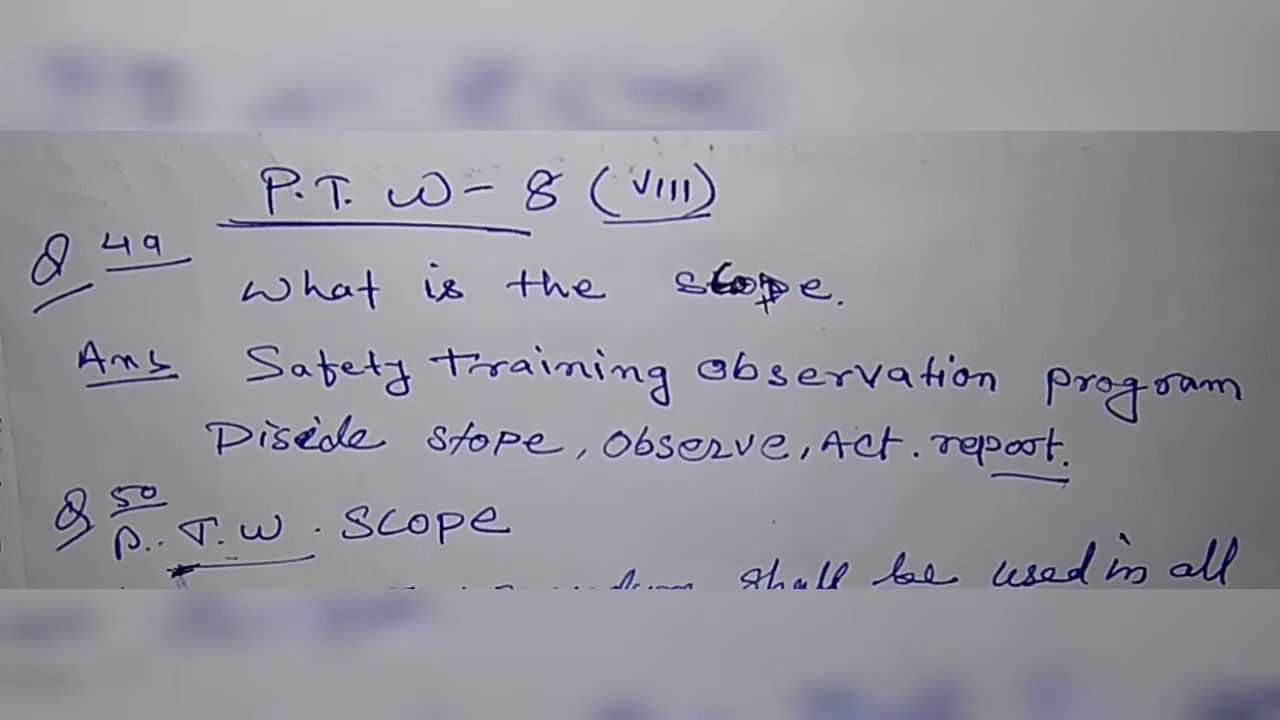 P.T. W - 8 (VIII)
Q 49
What is the stope.
Ans Safety training observation program
Diside stope, observe, Act. report.
Q 50
P.. T. W. Scope
shall be used in all